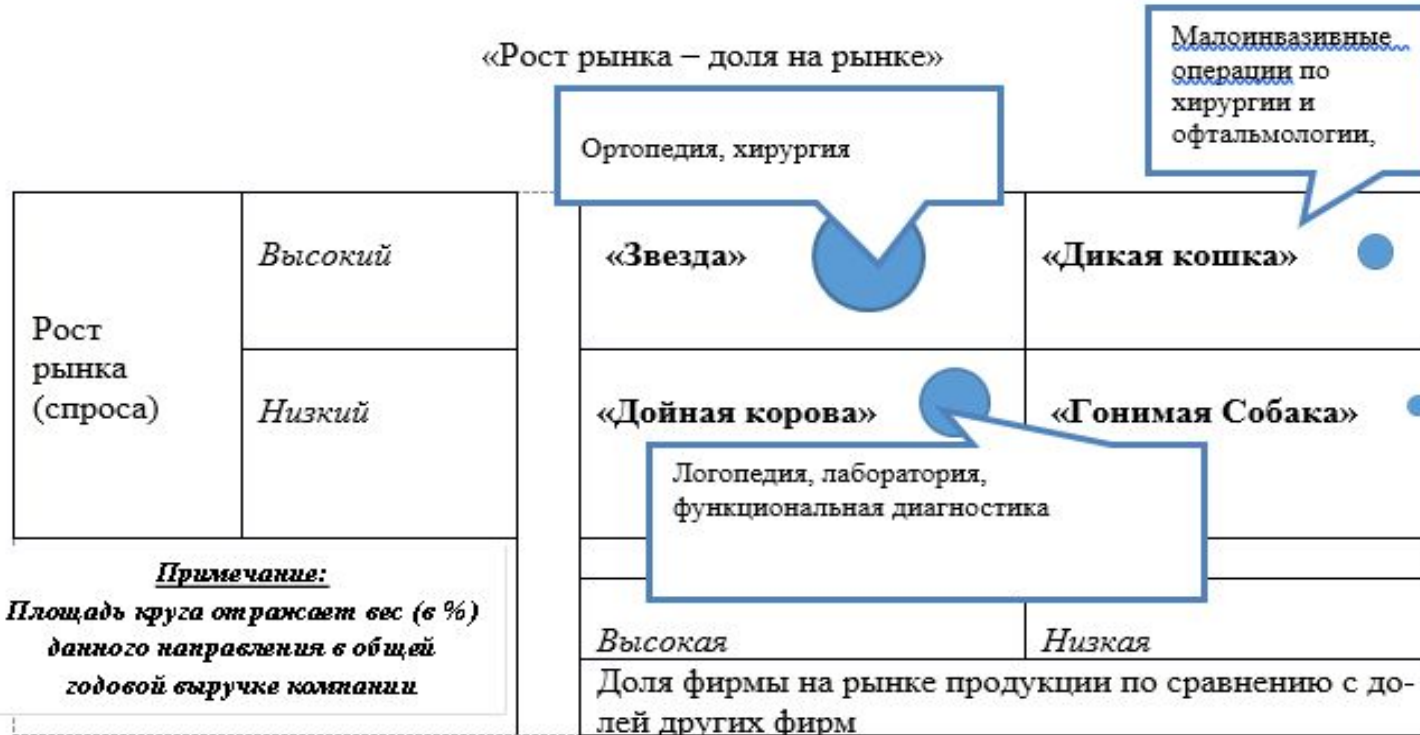 «Рост рынка – доля на рынке»
Малоинвазивные
операции по
хирургии и
офтальмологии,
Ортопедия, хирургия
Рост
рынка
(спроса)
Высокий
«Звезда»
«Дикая кошка»
Низкий
«Дойная корова»
«Гонимая Собака»
Логопедия, лаборатория,
функциональная диагностика
Примечание:
Площадь круга отражает вес (в %)
данного направления в общей
годовой выручке компании
Высокая
Низкая
Доля фирмы на рынке продукции по сравнению с до-
лей других фирм